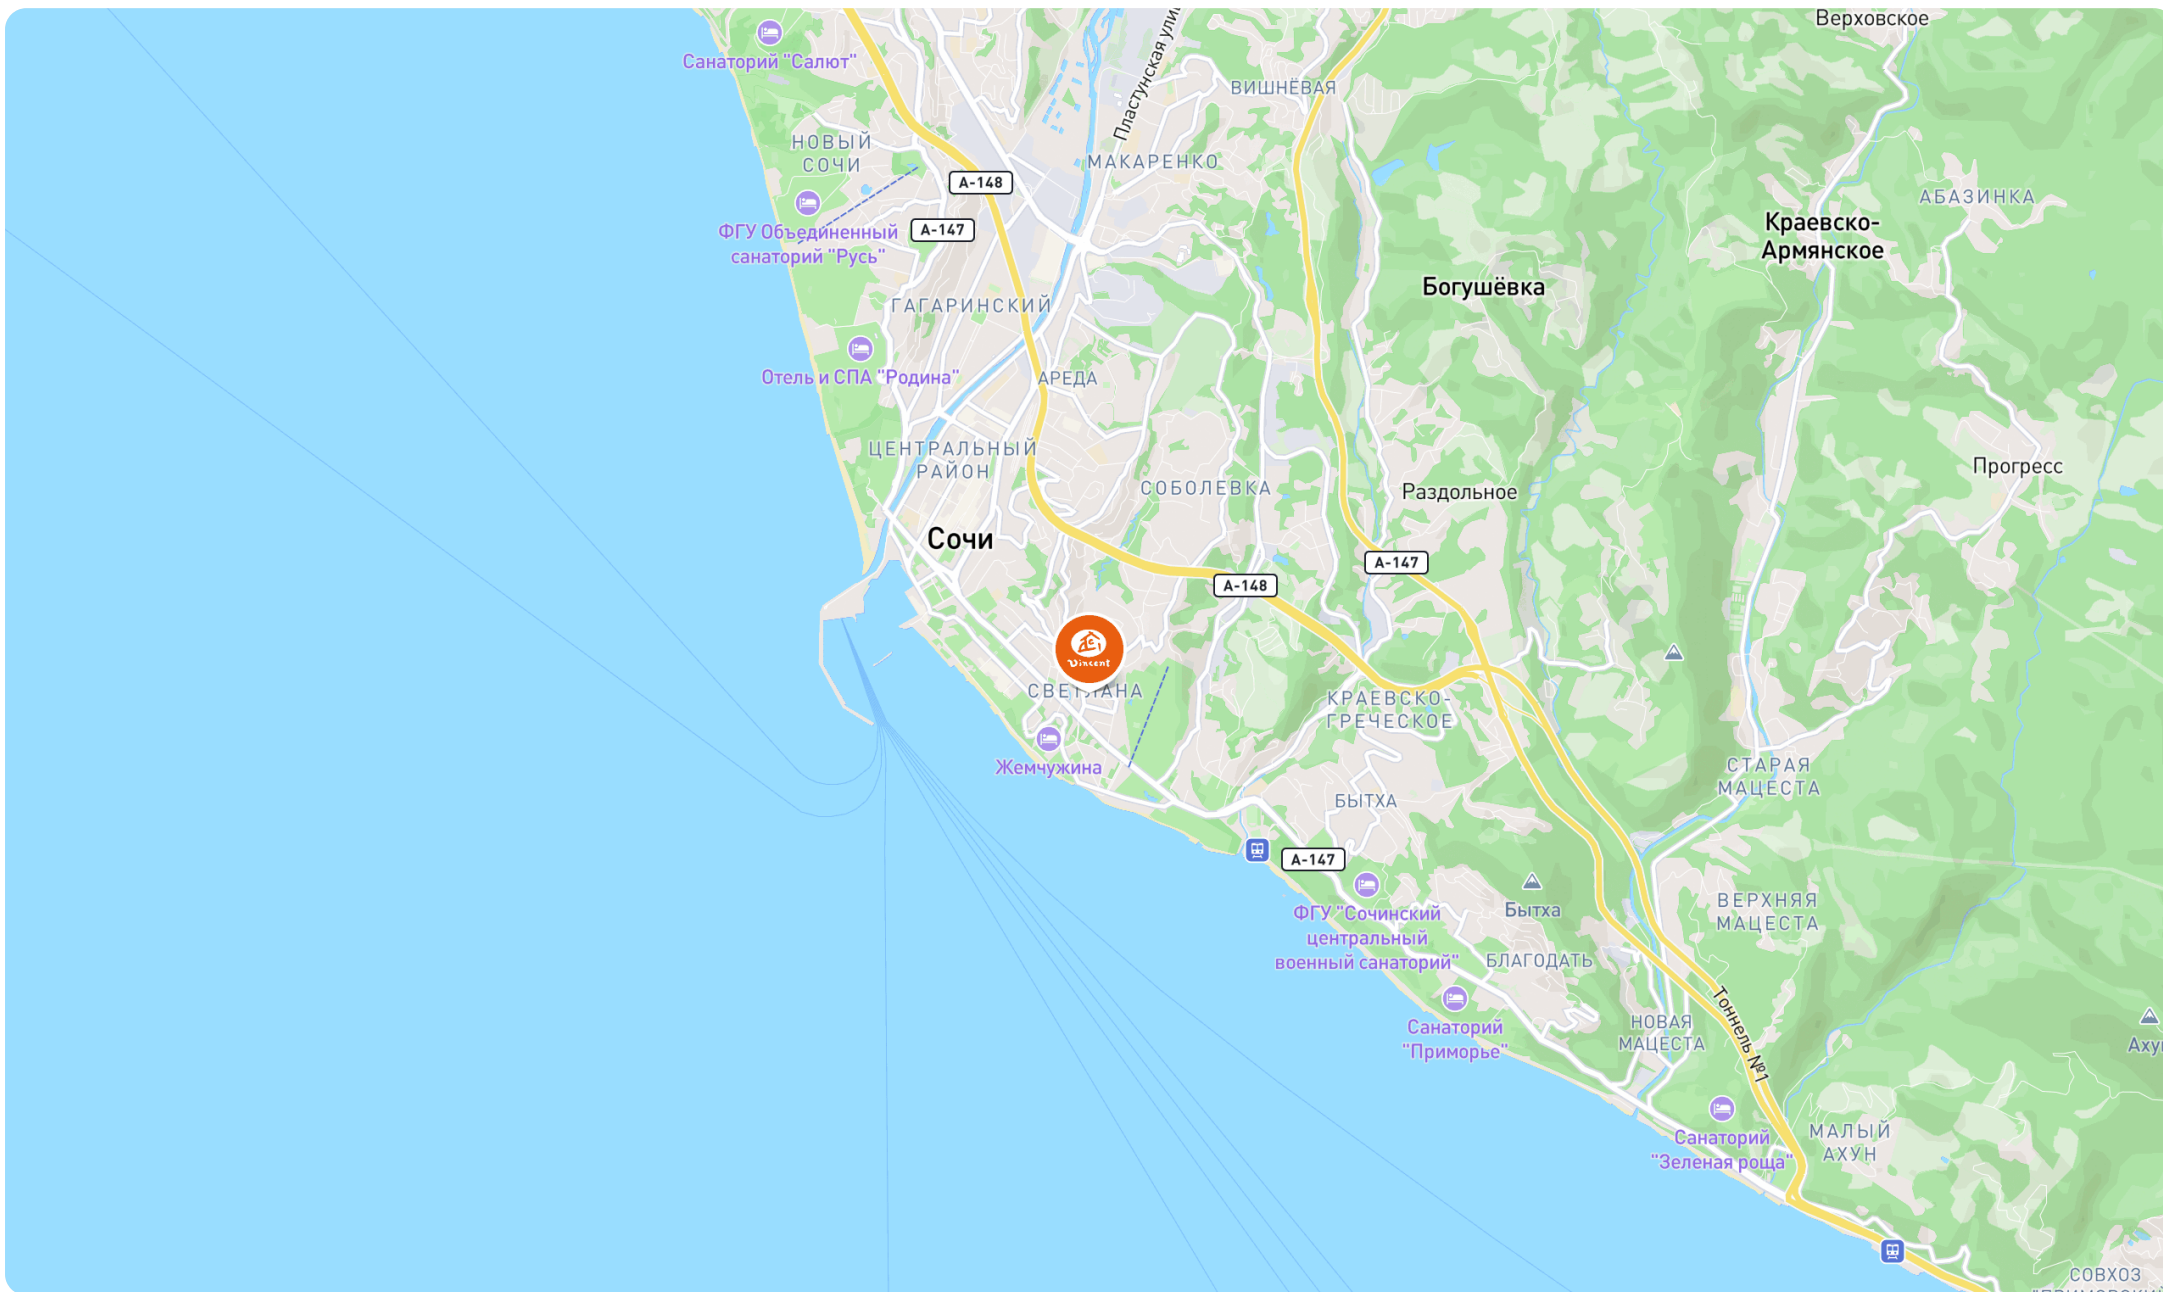 Верховское
Санаторий "Салют"
Пластунская ули
ВИШНЁВАЯ
НОВЫЙ
СОЧИ
МАКАРЕНКО
А-148
АБАЗИНКА
ФГУ Объединенный
санаторий "Русь"
А-147
Краевско-
Армянское
Богушёвка
ГАГАРИНСКИЙ
Отель и СПА "Родина"
АРЕДА
ЦЕНТРАЛЬНЫЙ
РАЙОН
Прогресс
СОБОЛЕВКА
Раздольное
Сочи
А-147
А-148
Vincent
СВЕТЛАНА
КРАЕВСКО-
ГРЕЧЕСКОЕ
Жемчужина
СТАРАЯ
МАЦЕСТА
БЫТХА
А-147
ФГУ "Сочинский
центральный
военный санаторий"
Бытха
ВЕРХНЯЯ
МАЦЕСТА
БЛАГОДАТЬ
Санаторий
"Приморье"
НОВАЯ
МАЦЕСТА
Тоннель №1
Аху
Санаторий
"Зеленая роща"
МАЛЫЙ
АХУН
СОВХОЗ